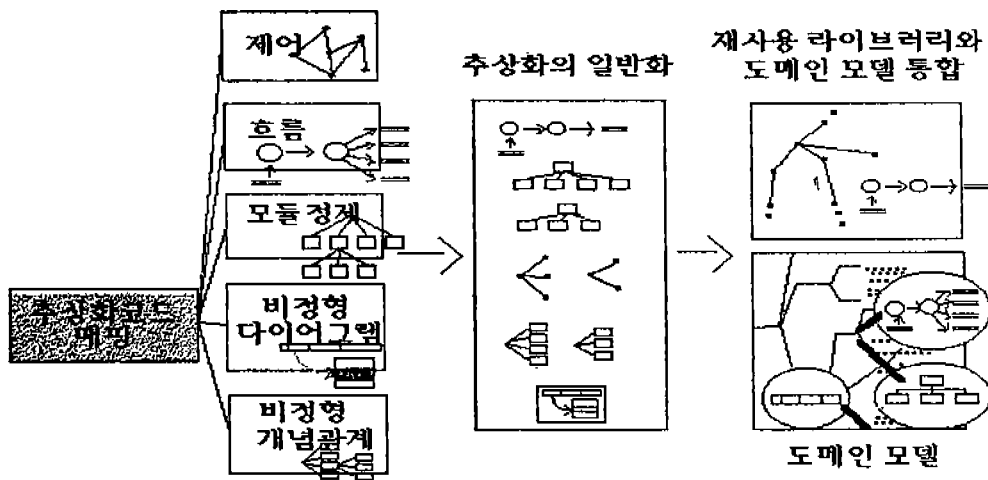 제어
흐름
모듈 정제
추상화코드
매핑
비정형
다이어그램
비정형
개념관계
추상화의 일반화
재사용 라이브러리와
도메인 모델 통합
도메인 모델